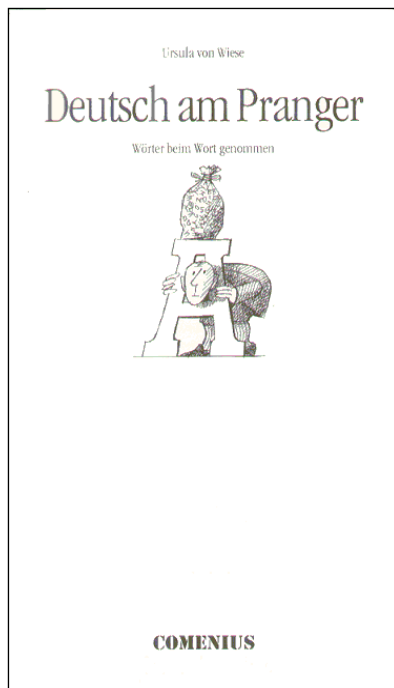 Ursula von Wiese
Deutsch am Pranger
Wörter beim Wort genommen
A
COMENIUS